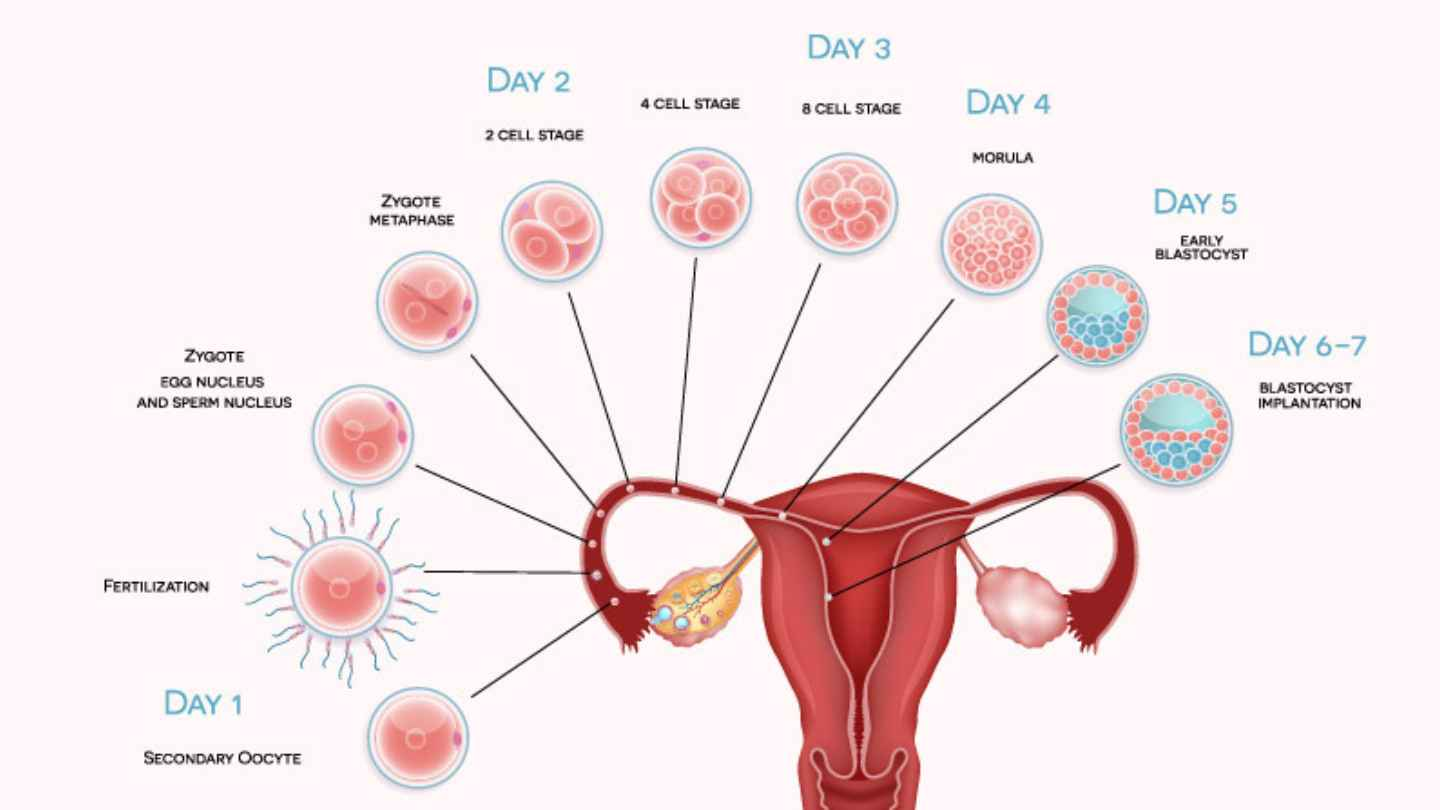 DAY 1
SECONDARY OOCYTE
FERTILIZATION
ZYGOTE
EGG NUCLEUS
AND SPERM NUCLEUS
ZYGOTE
METAPHASE
DAY 2
2 CELL STAGE
4 CELL STAGE
DAY 3
8 CELL STAGE
DAY 4
MORULA
DAY 5
EARLY
BLASTOCYST
DAY 6-7
BLASTOCYST
IMPLANTATION